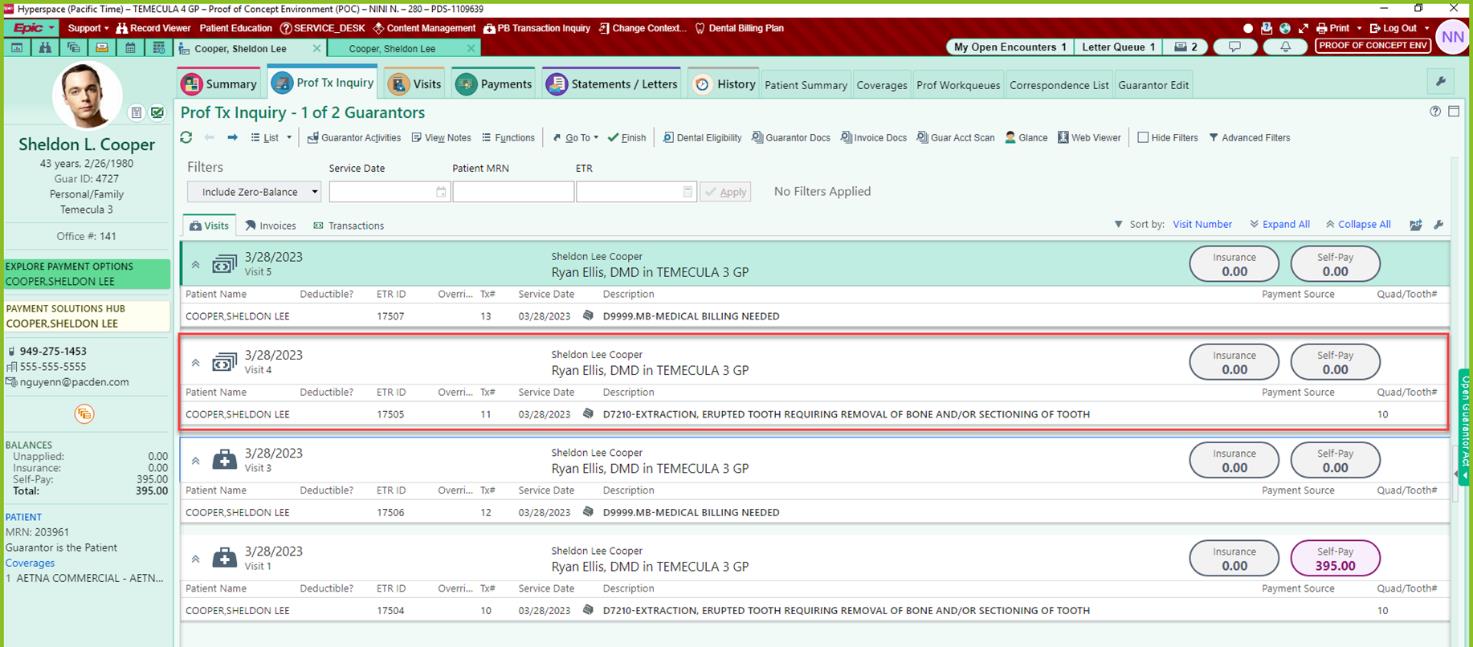 Hyperspace (Pacific Time) – TEMECULA 4 GP – Proof of Concept Environment (POC) – NINI N. – 280 – PDS-1109639
Epic Support Record Viewer Patient Education SERVICE_DESK Content Management PB Transaction Inquiry Change Context... Dental Billing Plan Print Log Out NN
Cooper, Sheldon Lee Cooper, Sheldon Lee My Open Encounters 1 Letter Queue 1 2 PROOF OF CONCEPT ENV
Summary Prof Tx Inquiry Visits Payments Statements / Letters History Patient Summary Coverages Prof Workqueues Correspondence List Guarantor Edit
Sheldon L. Cooper
43 years, 2/26/1980
Guar ID: 4727
Personal/Family
Temecula 3
Office #: 141
EXPLORE PAYMENT OPTIONS
COOPER,SHELDON LEE
PAYMENT SOLUTIONS HUB
COOPER,SHELDON LEE
949-275-1453
555-555-5555
nguyenn@pacden.com
BALANCES
Unapplied: 0.00
Insurance: 0.00
Self-Pay: 395.00
Total: 395.00
PATIENT
MRN: 203961
Guarantor is the Patient
Coverages
1 AETNA COMMERCIAL - AETN...
Prof Tx Inquiry - 1 of 2 Guarantors
List Guarantor Activities View Notes Functions Go To Finish Dental Eligibility Guarantor Docs Invoice Docs Guar Acct Scan Glance Web Viewer Hide Filters Advanced Filters
Filters Service Date Patient MRN ETR
Include Zero-Balance Apply No Filters Applied
Visits Invoices Transactions Sort by: Visit Number Expand All Collapse All
3/28/2023 Sheldon Lee Cooper Insurance Self-Pay
Visit 5 Ryan Ellis, DMD in TEMECULA 3 GP 0.00 0.00
Patient Name Deductible? ETR ID Overri... Tx# Service Date Description Payment Source Quad/Tooth#
COOPER,SHELDON LEE 17507 13 03/28/2023 D9999.MB-MEDICAL BILLING NEEDED
3/28/2023 Sheldon Lee Cooper Insurance Self-Pay
Visit 4 Ryan Ellis, DMD in TEMECULA 3 GP 0.00 0.00
Patient Name Deductible? ETR ID Overri... Tx# Service Date Description Payment Source Quad/Tooth#
COOPER,SHELDON LEE 17505 11 03/28/2023 D7210-EXTRACTION, ERUPTED TOOTH REQUIRING REMOVAL OF BONE AND/OR SECTIONING OF TOOTH 10
3/28/2023 Sheldon Lee Cooper Insurance Self-Pay
Visit 3 Ryan Ellis, DMD in TEMECULA 3 GP 0.00 0.00
Patient Name Deductible? ETR ID Overri... Tx# Service Date Description Payment Source Quad/Tooth#
COOPER,SHELDON LEE 17506 12 03/28/2023 D9999.MB-MEDICAL BILLING NEEDED
3/28/2023 Sheldon Lee Cooper Insurance Self-Pay
Visit 1 Ryan Ellis, DMD in TEMECULA 3 GP 0.00 395.00
Patient Name Deductible? ETR ID Overri... Tx# Service Date Description Payment Source Quad/Tooth#
COOPER,SHELDON LEE 17504 10 03/28/2023 D7210-EXTRACTION, ERUPTED TOOTH REQUIRING REMOVAL OF BONE AND/OR SECTIONING OF TOOTH 10
Open Guarantor Act